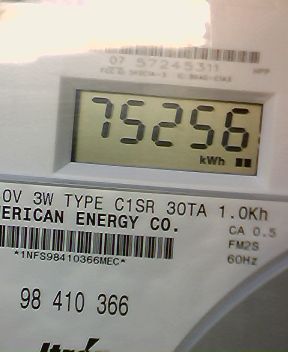 07 57245311
75256
kWh
0V 3W TYPE C1SR 30TA 1.0Kh
ERICAN ENERGY CO.
CA 0.5
FM2S
60Hz
*1NFS98410366MEC*
98 410 366
Itrón